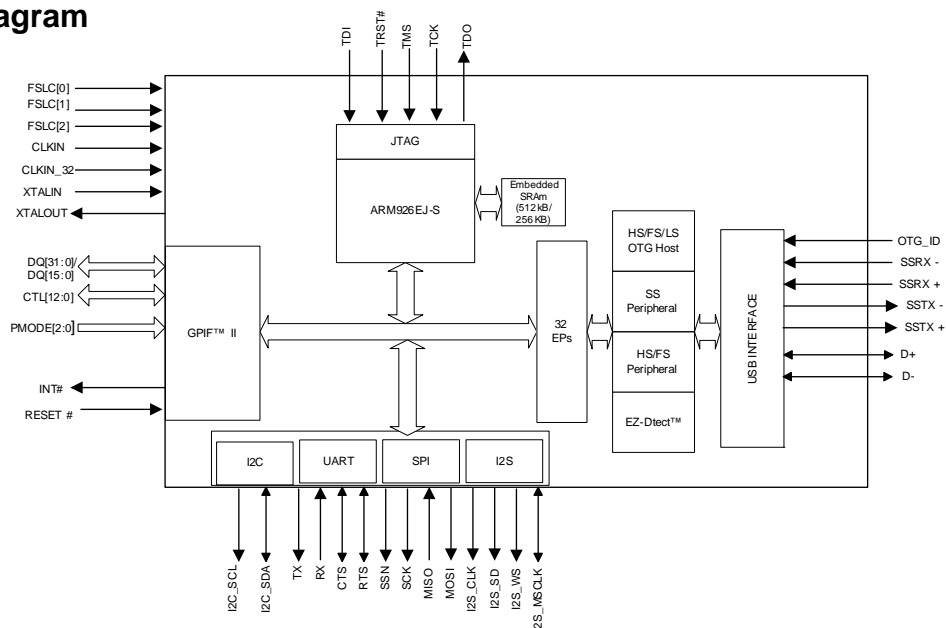 agram
TDI
TRST#
TMS
TCK
TDO
FSLC[0]
FSLC[1]
FSLC[2]
CLKIN
CLKIN_32
XTALIN
XTALOUT
JTAG
ARM926EJ-S
Embedded
SRAm
(512 kB/
256 KB)
DQ[31:0]/
DQ[15:0]
CTL[12:0]
PMODE[2:0]
INT#
RESET #
GPIF™ II
32
EPs
HS/FS/LS
OTG Host
SS
Peripheral
HS/FS
Peripheral
EZ-Dtect™
USB INTERFACE
OTG_ID
SSRX -
SSRX +
SSTX -
SSTX +
D+
D-
I2C
UART
SPI
I2S
I2C_SCL
I2C_SDA
TX
RX
CTS
RTS
SSN
SCK
MISO
MOSI
I2S_CLK
I2S_SD
I2S_WS
2S_MSCLK